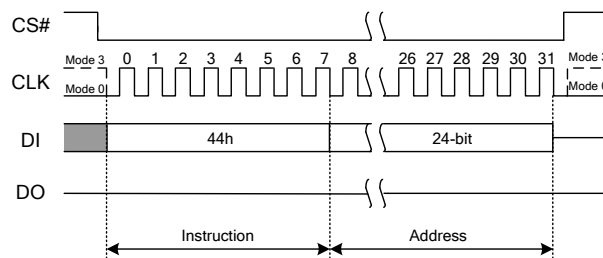 CS#
Mode 3 0 1 2 3 4 5 6 7 8 26 27 28 29 30 31 Mode 3
CLK
Mode 0 Mode 0
DI 44h 24-bit
DO
Instruction Address